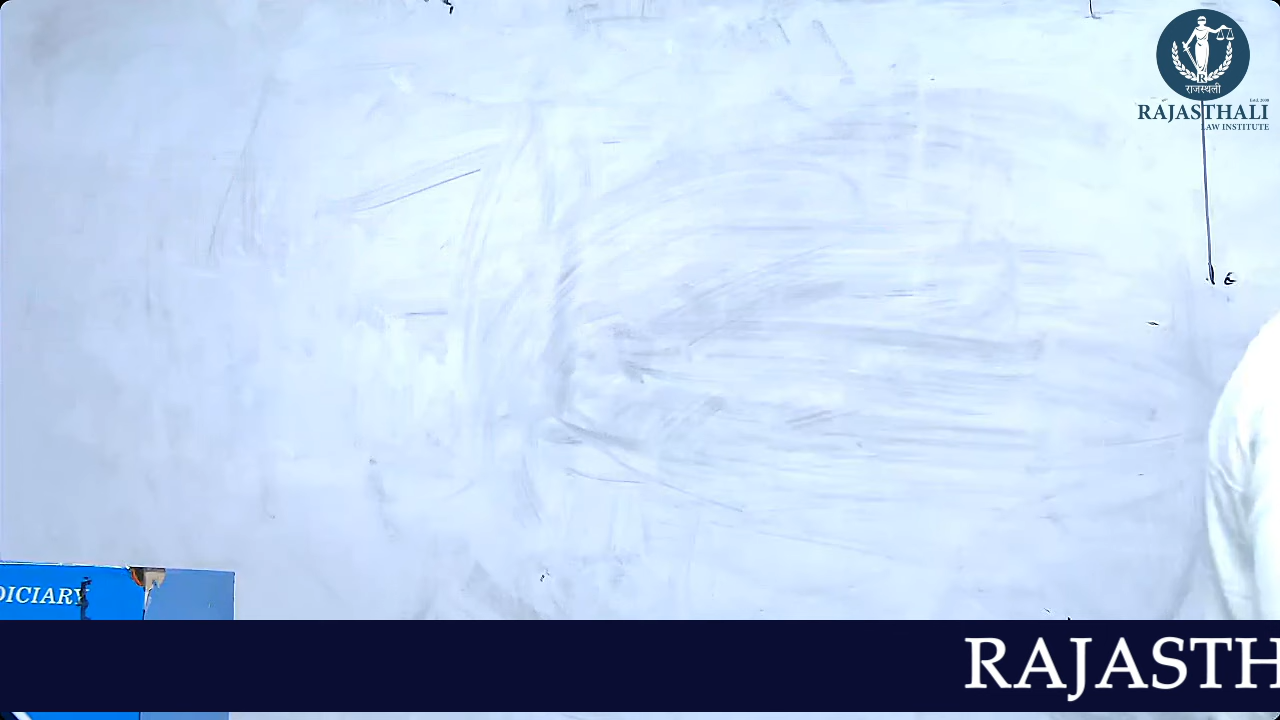 राजस्थली
RAJASTHALI
LAW INSTITUTE
DICIARY
RAJASTH